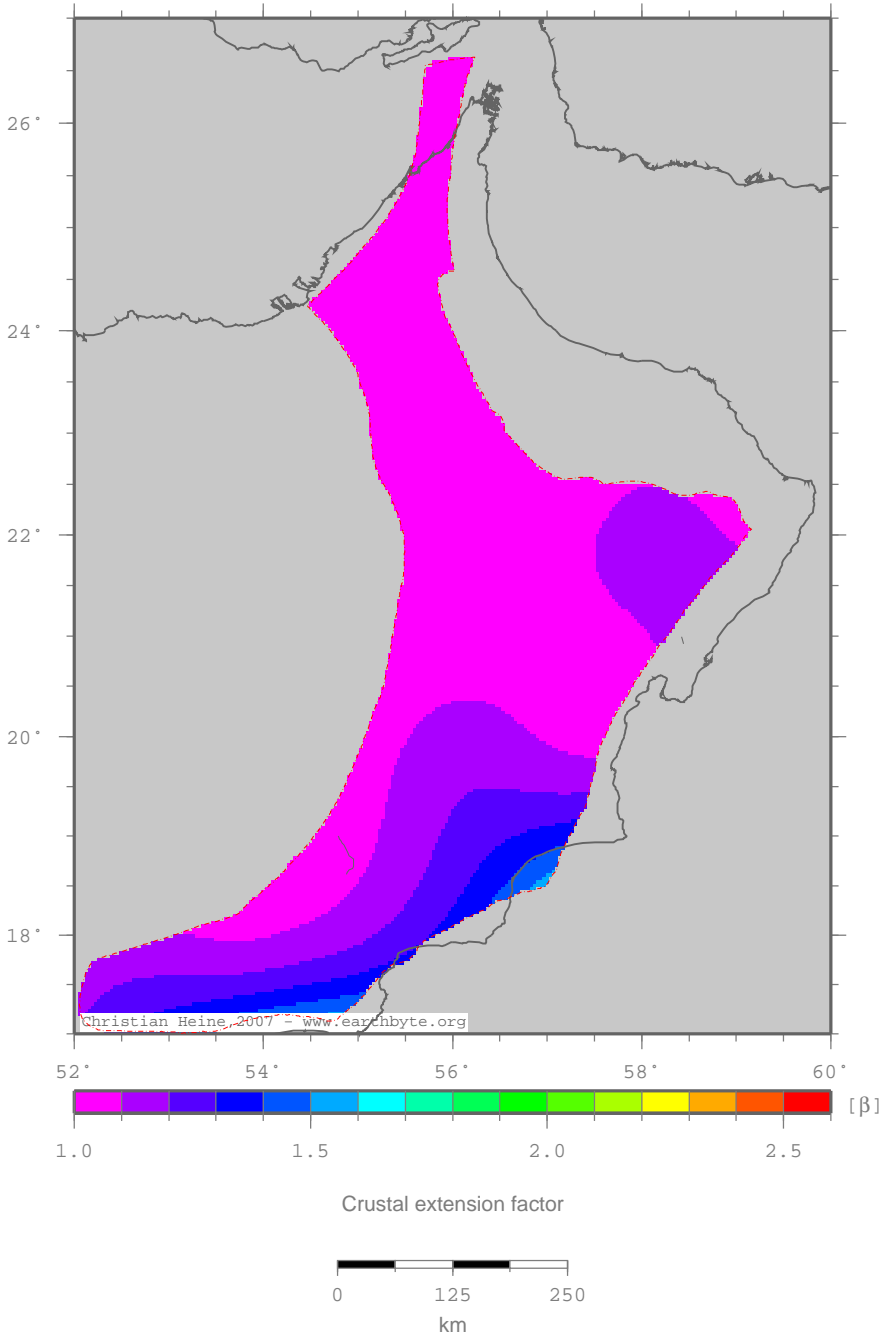 26°
24°
22°
20°
18°
Christian Heine 2007 - www.earthbyte.org
52° 54° 56° 58° 60°
[β]
1.0 1.5 2.0 2.5
Crustal extension factor
0 125 250
km